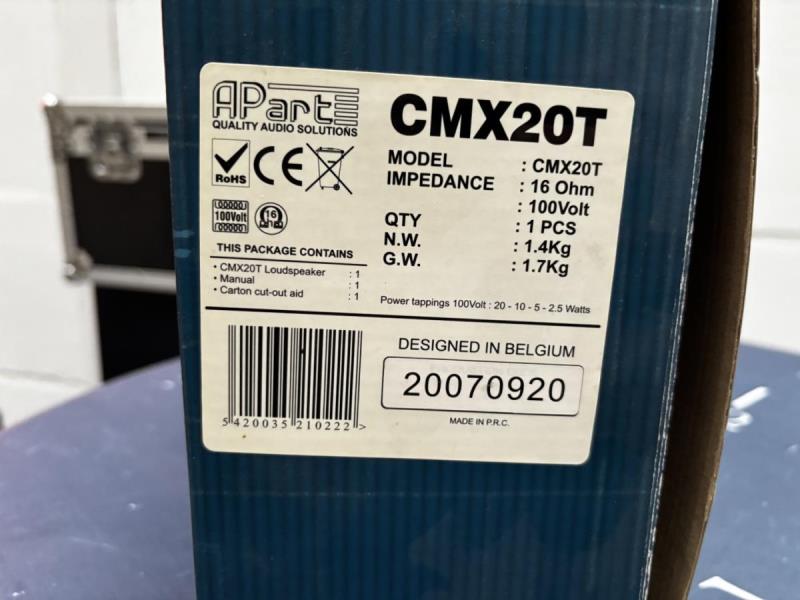 APart
QUALITY AUDIO SOLUTIONS
CMX20T
RoHS
CE
MODEL : CMX20T
IMPEDANCE : 16 Ohm
: 100Volt
QTY : 1 PCS
N.W. : 1.4Kg
G.W. : 1.7Kg
100Volt
16
THIS PACKAGE CONTAINS
• CMX20T Loudspeaker : 1
• Manual : 1
• Carton cut-out aid : 1
Power tappings 100Volt : 20 - 10 - 5 - 2.5 Watts
DESIGNED IN BELGIUM
20070920
MADE IN P.R.C.
5 420035 210222 >